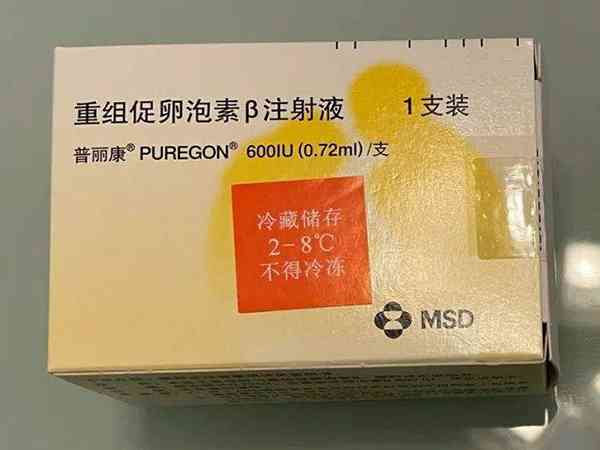 重组促卵泡素β注射液 1支装
普丽康® PUREGON® 600IU (0.72ml) /支
冷藏储存
2-8℃
不得冷冻
MSD